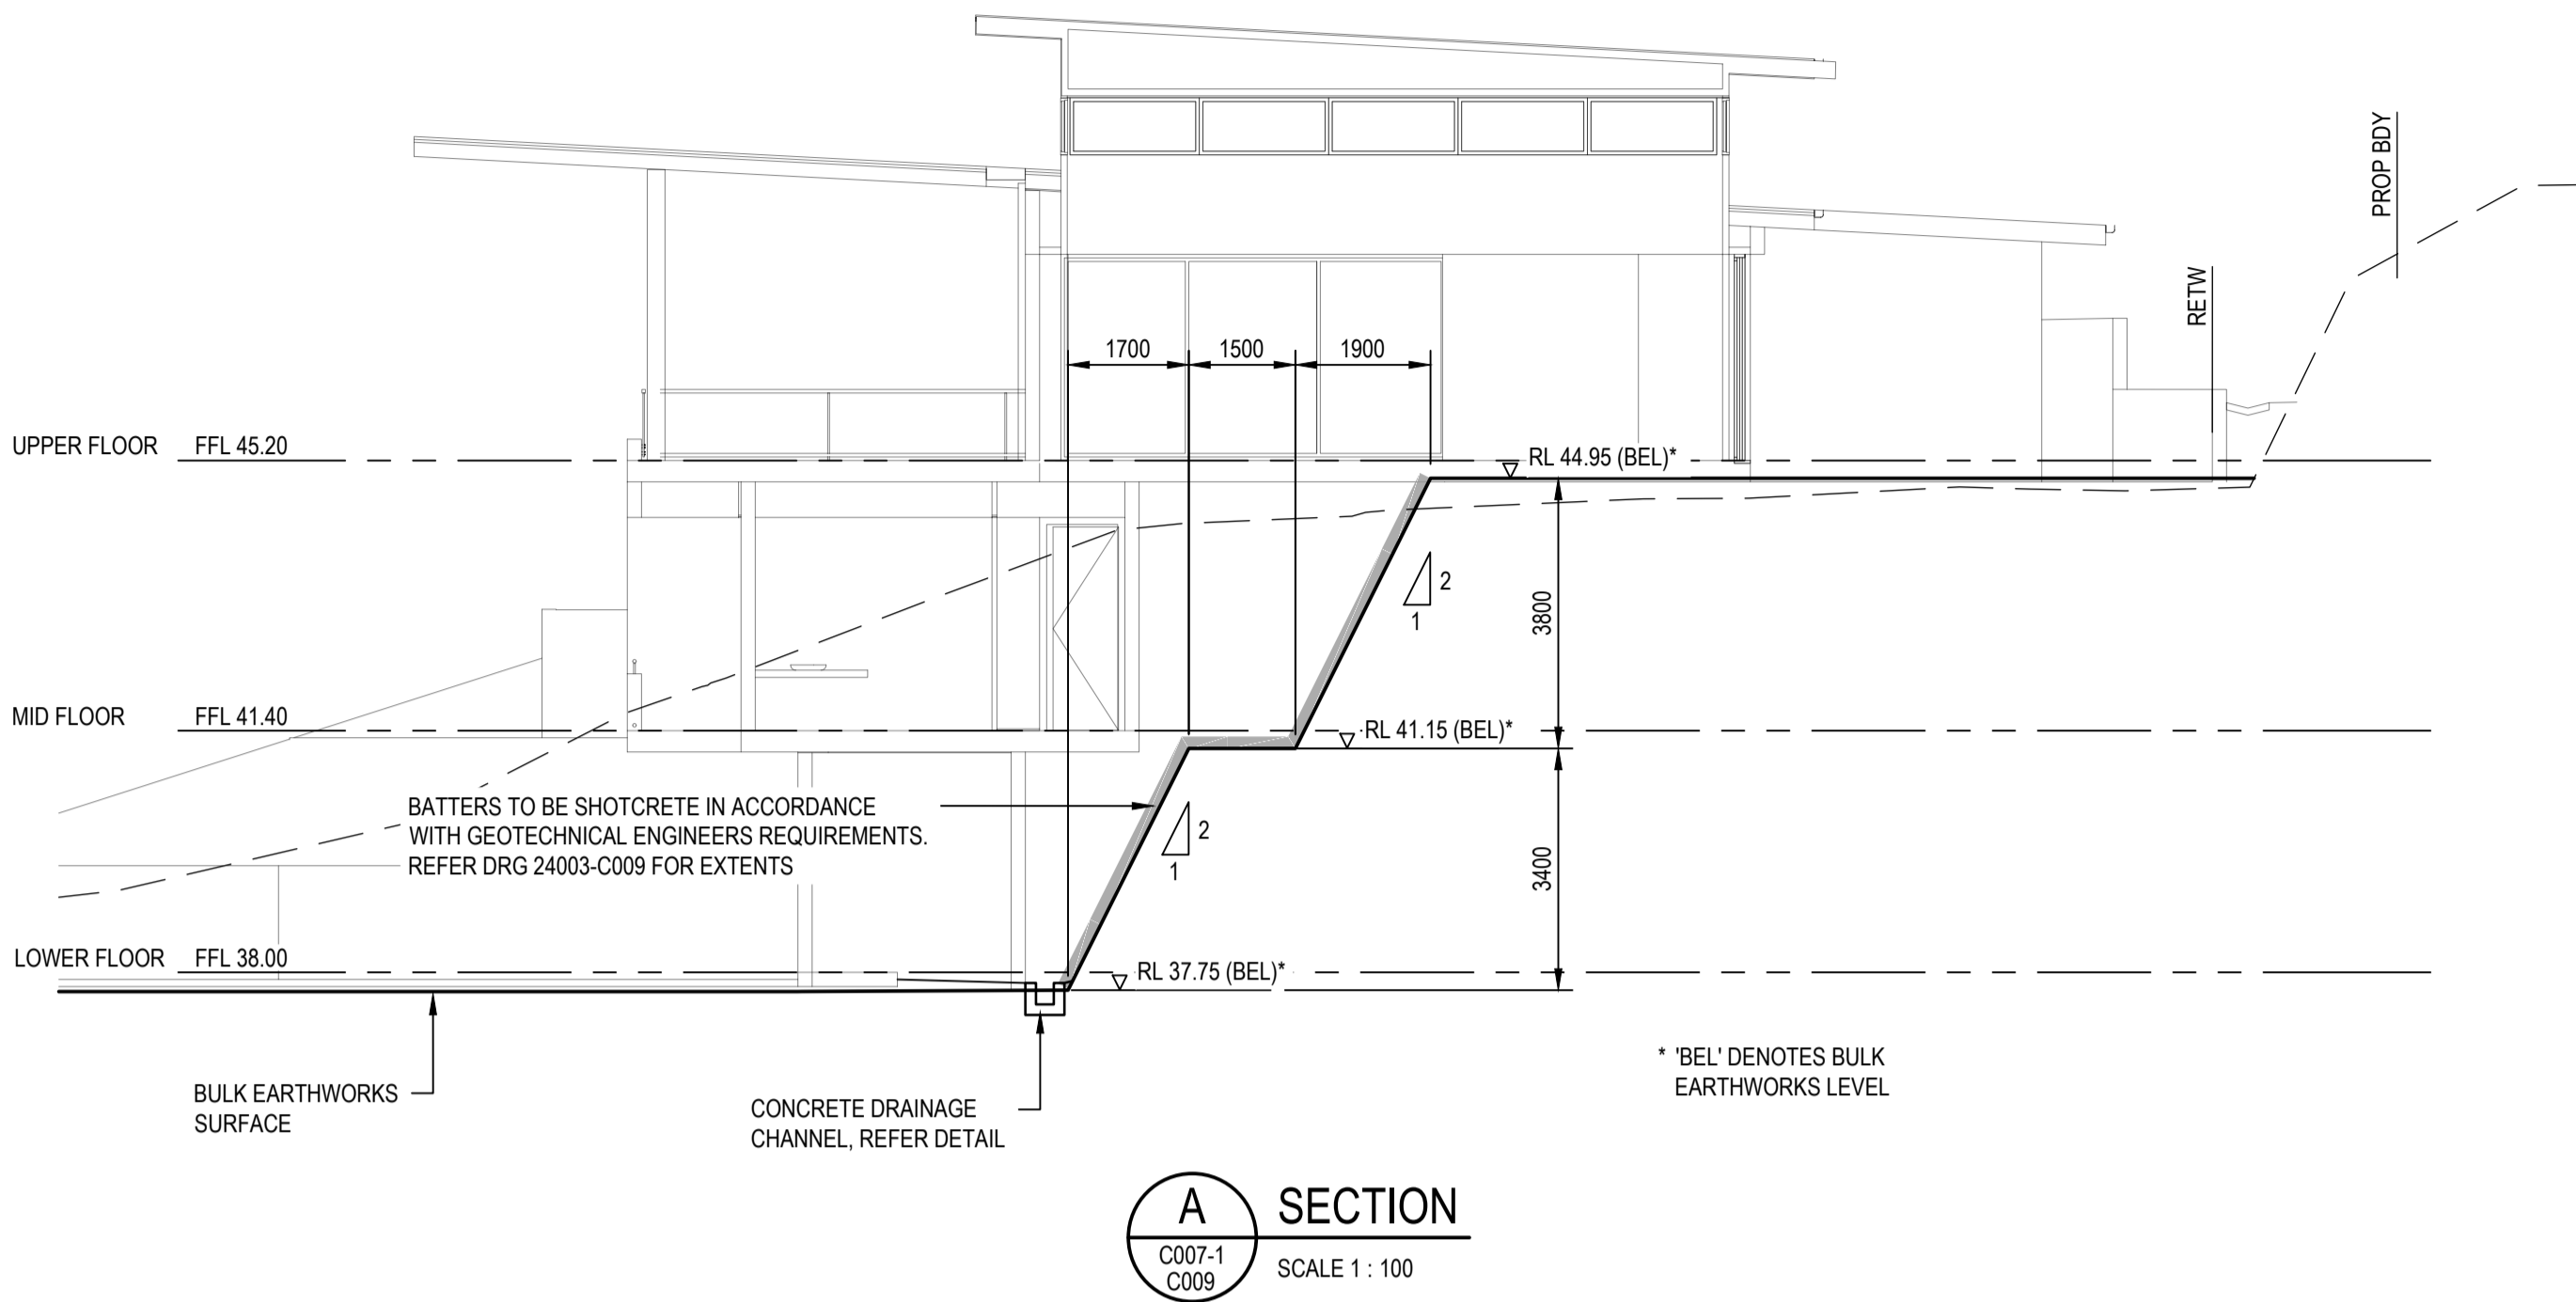 PROP BDY
RETW
1700 1500 1900
UPPER FLOOR FFL 45.20
RL 44.95 (BEL)*
2
1
3800
MID FLOOR FFL 41.40
RL 41.15 (BEL)*
BATTERS TO BE SHOTCRETE IN ACCORDANCE
WITH GEOTECHNICAL ENGINEERS REQUIREMENTS.
REFER DRG 24003-C009 FOR EXTENTS
2
1
3400
LOWER FLOOR FFL 38.00
RL 37.75 (BEL)*
BULK EARTHWORKS
SURFACE
CONCRETE DRAINAGE
CHANNEL, REFER DETAIL
* 'BEL' DENOTES BULK
EARTHWORKS LEVEL
A
C007-1
C009
SECTION
SCALE 1 : 100